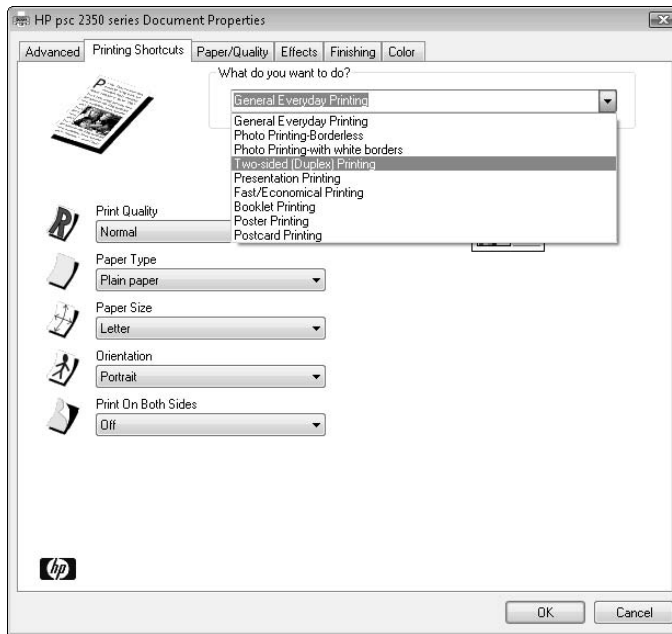 HP psc 2350 series Document Properties
Advanced Printing Shortcuts Paper/Quality Effects Finishing Color
What do you want to do?
General Everyday Printing
General Everyday Printing
Photo Printing-Borderless
Photo Printing-with white borders
Two-sided (Duplex) Printing
Presentation Printing
Fast/Economical Printing
Booklet Printing
Poster Printing
Postcard Printing
Print Quality
Normal
Paper Type
Plain paper
Paper Size
Letter
Orientation
Portrait
Print On Both Sides
Off
hp
OK Cancel